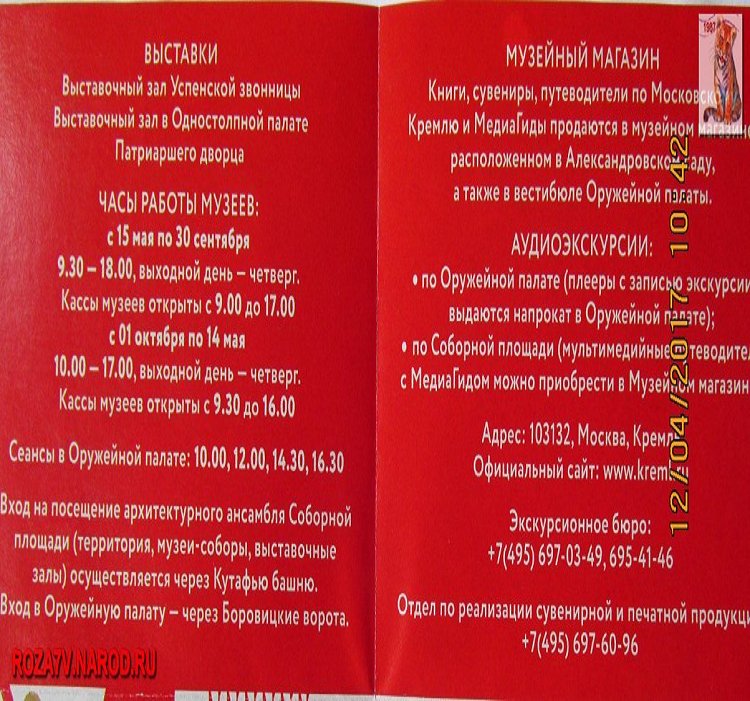 ВЫСТАВКИ
Выставочный зал Успенской звонницы
Выставочный зал в Одностолпной палате
Патриаршего дворца
ЧАСЫ РАБОТЫ МУЗЕЕВ:
с 15 мая по 30 сентября
9.30 – 18.00, выходной день – четверг.
Кассы музеев открыты с 9.00 до 17.00
с 01 октября по 14 мая
10.00 – 17.00, выходной день – четверг.
Кассы музеев открыты с 9.30 до 16.00
Сеансы в Оружейной палате: 10.00, 12.00, 14.30, 16.30
Вход на посещение архитектурного ансамбля Соборной
площади (территория, музеи-соборы, выставочные
залы) осуществляется через Кутафью башню.
Вход в Оружейную палату – через Боровицкие ворота.
ROZA7V.NAROD.RU
МУЗЕЙНЫЙ МАГАЗИН
Книги, сувениры, путеводители по
Кремлю и МедиаГиды продаются в музейном магазине,
расположенном в Александровском саду,
а также в вестибюле Оружейной палаты.
АУДИОЭКСКУРСИИ:
• по Оружейной палате (плееры с записью экскурсии
выдаются напрокат в Оружейной палате);
• по Соборной площади (мультимедийные
с МедиаГидом можно приобрести в Музейном магазин
Адрес: 103132, Москва,
Официальный сайт:
Экскурсионное бюро:
+7(495) 697-03-49, 695-41-46
Отдел по реализации сувенирной и печатной продукци
+7(495) 697-60-96
1987
12/04/2017 10:42